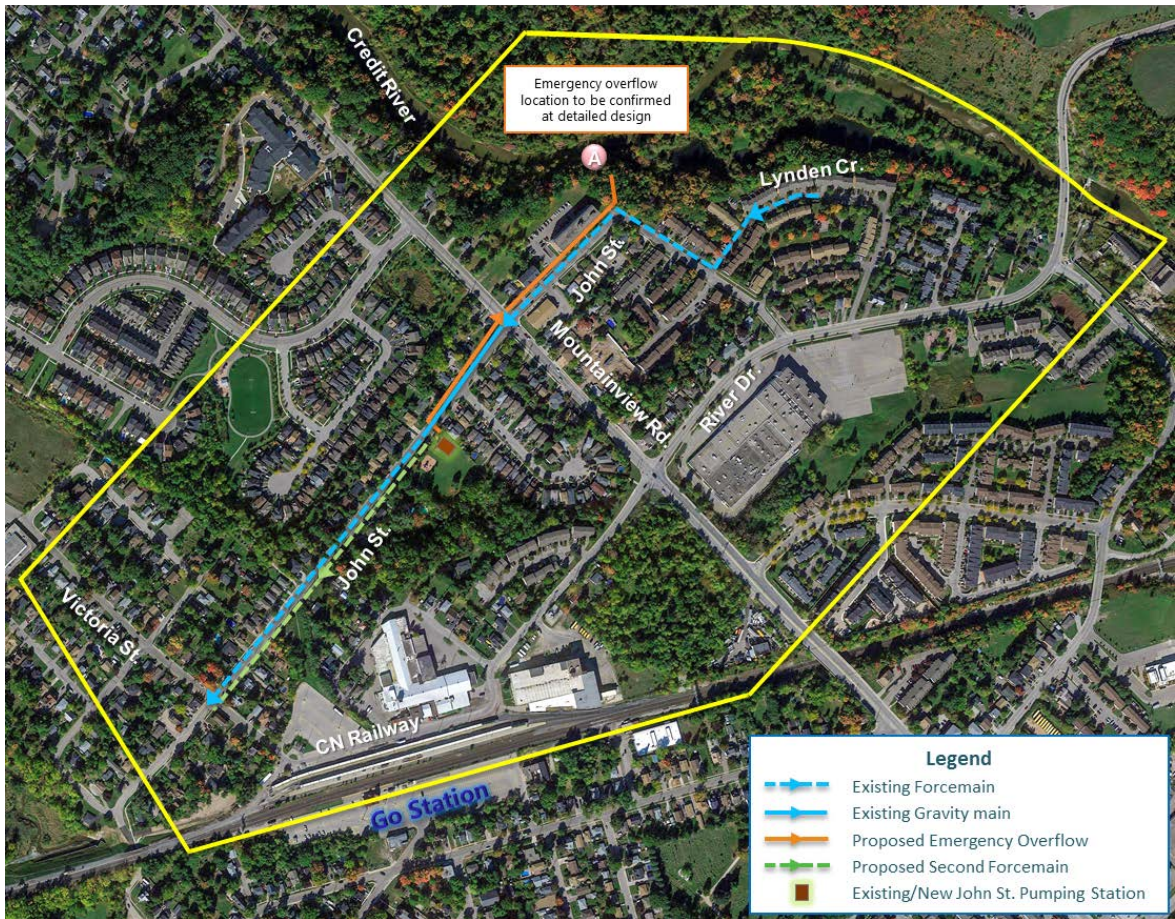 Credit River
Emergency overflow
location to be confirmed
at detailed design
A
Lynden Cr.
John St.
Mountainview Rd
River Dr.
John St.
Victoria St.
CN Railway
Go Station
Legend
Existing Forcemain
Existing Gravity main
Proposed Emergency Overflow
Proposed Second Forcemain
Existing/New John St. Pumping Station